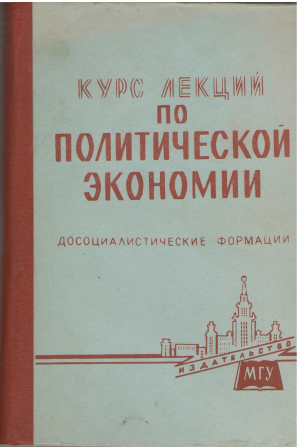 КУРС ЛЕКЦИЙ
ПО
ПОЛИТИЧЕСКОЙ
ЭКОНОМИИ
ДОСОЦИАЛИСТИЧЕСКИЕ ФОРМАЦИИ
ИЗДАТЕЛЬСТВО
МГУ